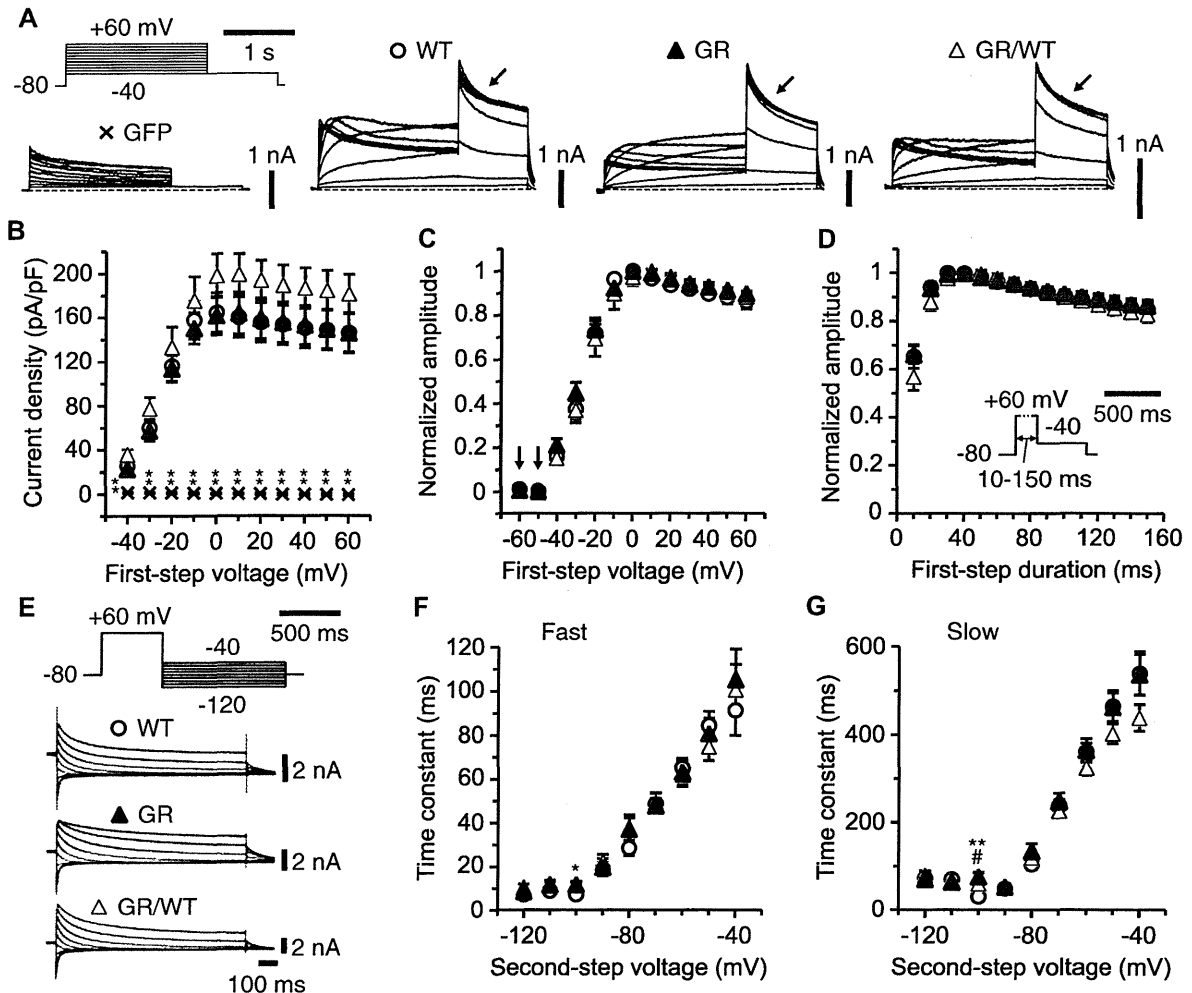 A
+60 mV
1 s
-80
-40
× GFP
1 nA
○ WT
1 nA
▲ GR
1 nA
△ GR/WT
1 nA
B
Current density (pA/pF)
200
160
120
80
40
0
** * * * * * * * * * *
* * * * * * * * * *
-40 -20 0 20 40 60
First-step voltage (mV)
C
Normalized amplitude
1
0.8
0.6
0.4
0.2
0
-60 -40 -20 0 20 40 60
First-step voltage (mV)
D
Normalized amplitude
1
0.8
0.6
0.4
0.2
0
500 ms
+60 mV
-40
-80
10-150 ms
0 40 80 120 160
First-step duration (ms)
E
+60 mV
500 ms
-40
-80
-120
○ WT
2 nA
▲ GR
2 nA
△ GR/WT
2 nA
100 ms
F
Fast
Time constant (ms)
120
100
80
60
40
20
0
*
-120 -80 -40
Second-step voltage (mV)
G
Slow
Time constant (ms)
600
400
200
0
**
#
-120 -80 -40
Second-step voltage (mV)